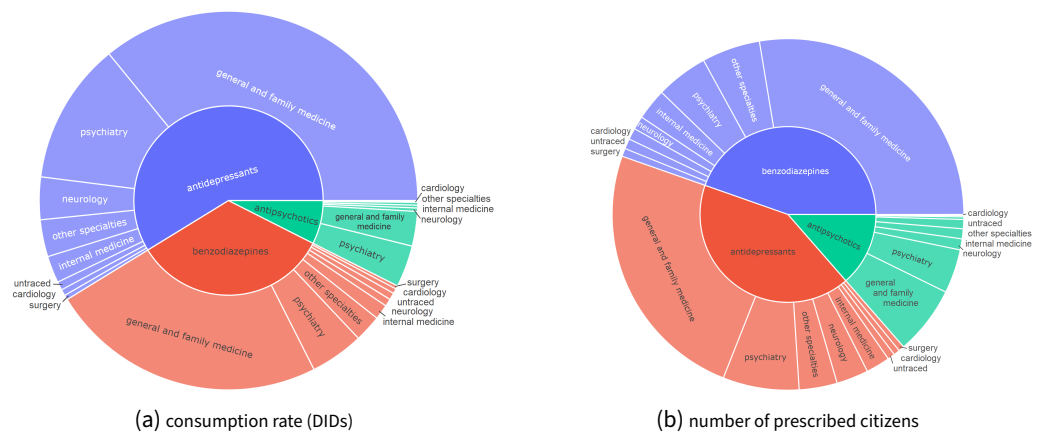 general and family medicine
psychiatry
neurology
other specialties
internal medicine
untraced
cardiology
surgery
antidepressants
benzodiazepines
antipsychotics
cardiology
other specialties
internal medicine
neurology
general and family
medicine
psychiatry
surgery
cardiology
untraced
neurology
internal medicine
other specialties
psychiatry
general and family medicine
(a) consumption rate (DIDs)
general and family medicine
other specialties
psychiatry
internal medicine
neurology
cardiology
untraced
surgery
benzodiazepines
antidepressants
antipsychotics
cardiology
untraced
other specialties
internal medicine
neurology
psychiatry
general
and family
medicine
surgery
cardiology
untraced
internal medicine
neurology
other specialties
psychiatry
general and family medicine
(b) number of prescribed citizens